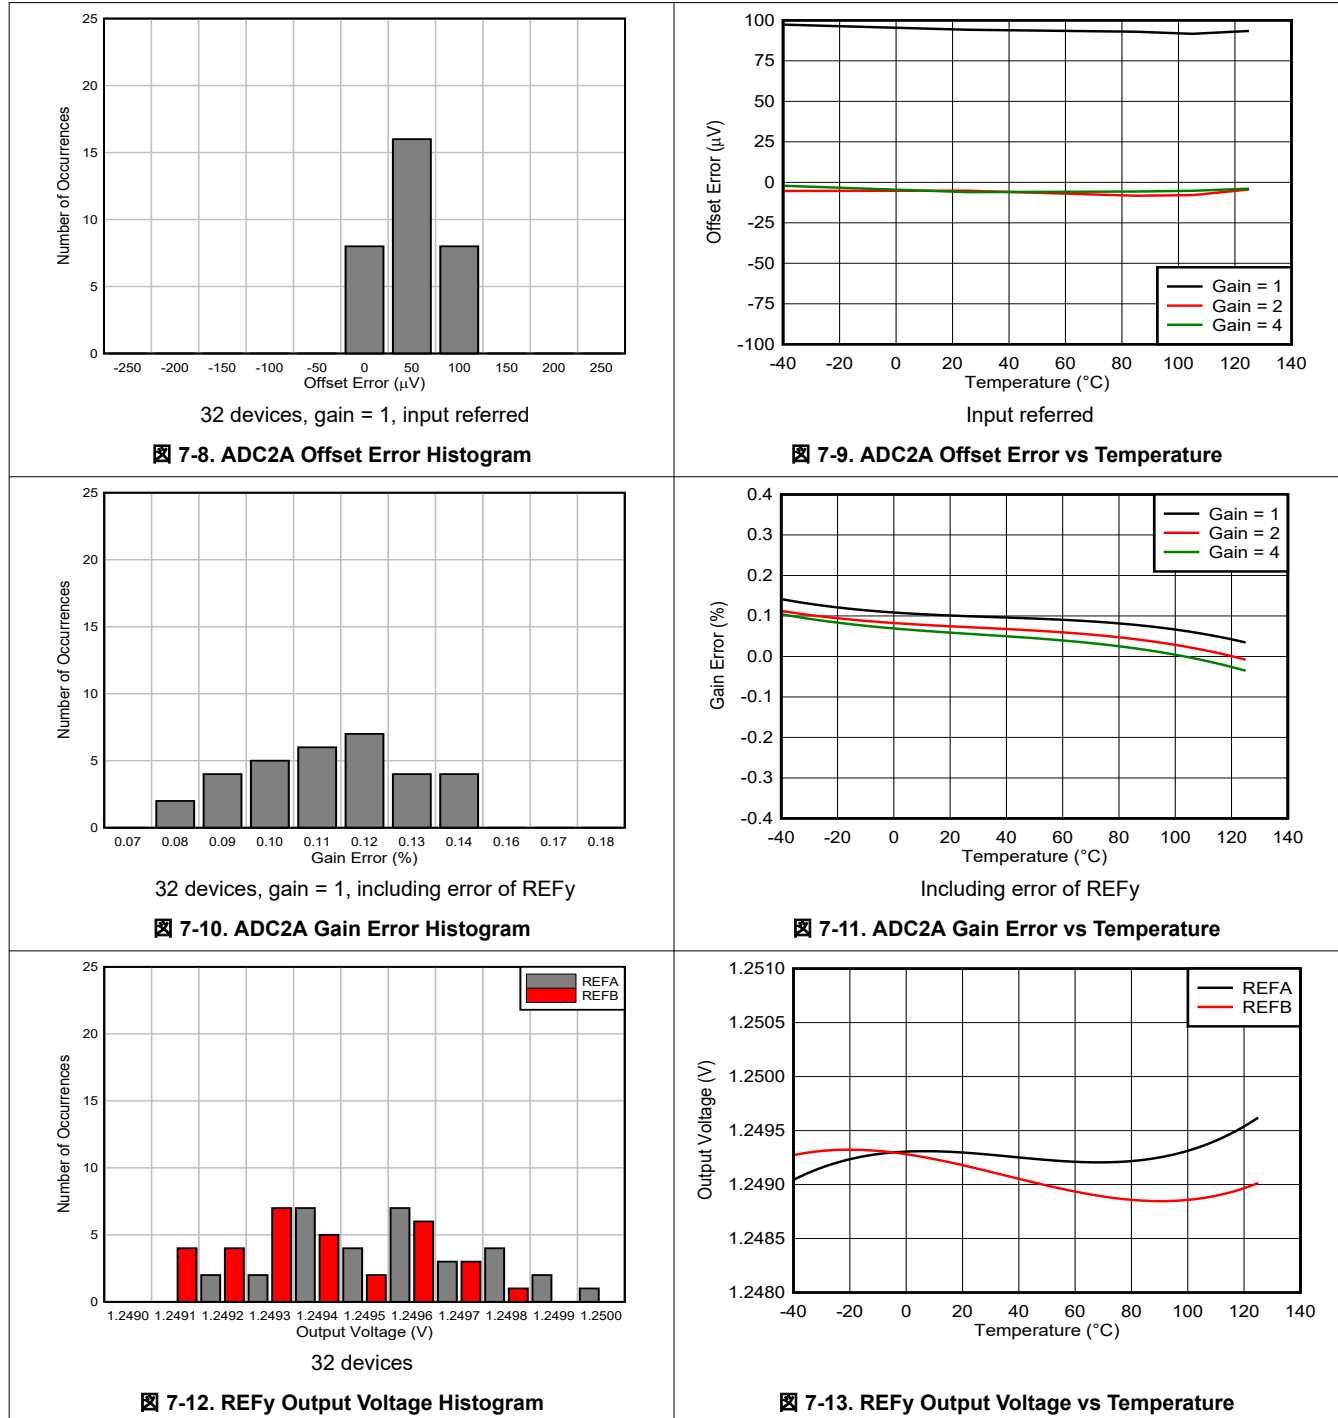 25
20
15
10
5
0
Number of Occurrences
-250 -200 -150 -100 -50 0 50 100 150 200 250
Offset Error (μV)
32 devices, gain = 1, input referred
図 7-8. ADC2A Offset Error Histogram
100
75
50
25
0
-25
-50
-75
-100
Offset Error (μV)
Gain = 1
Gain = 2
Gain = 4
-40 -20 0 20 40 60 80 100 120 140
Temperature (°C)
Input referred
図 7-9. ADC2A Offset Error vs Temperature
25
20
15
10
5
0
Number of Occurrences
0.07 0.08 0.09 0.10 0.11 0.12 0.13 0.14 0.16 0.17 0.18
Gain Error (%)
32 devices, gain = 1, including error of REFy
図 7-10. ADC2A Gain Error Histogram
0.4
0.3
0.2
0.1
0.0
-0.1
-0.2
-0.3
-0.4
Gain Error (%)
Gain = 1
Gain = 2
Gain = 4
-40 -20 0 20 40 60 80 100 120 140
Temperature (°C)
Including error of REFy
図 7-11. ADC2A Gain Error vs Temperature
25
20
15
10
5
0
Number of Occurrences
REFA
REFB
1.2490 1.2491 1.2492 1.2493 1.2494 1.2495 1.2496 1.2497 1.2498 1.2499 1.2500
Output Voltage (V)
32 devices
図 7-12. REFy Output Voltage Histogram
1.2510
1.2505
1.2500
1.2495
1.2490
1.2485
1.2480
Output Voltage (V)
REFA
REFB
-40 -20 0 20 40 60 80 100 120 140
Temperature (°C)
図 7-13. REFy Output Voltage vs Temperature